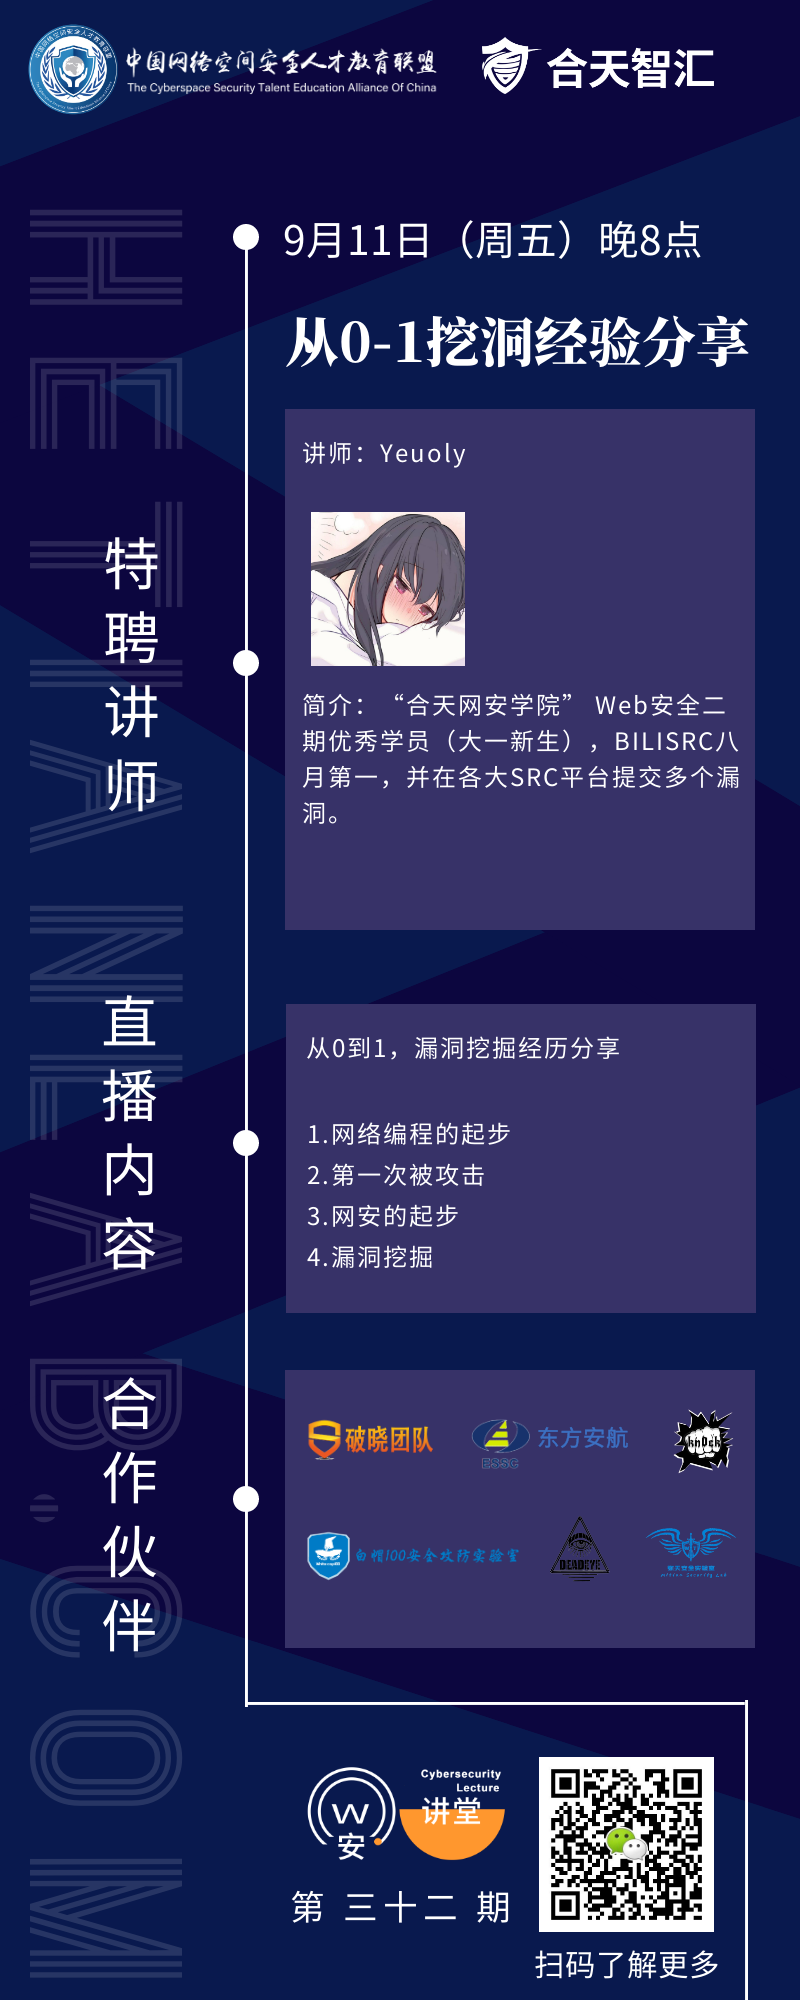 中国网络空间安全人才教育联盟
The Cyberspace Security Talent Education Alliance Of China
合天智汇
9月11日（周五）晚8点
从0-1挖洞经验分享
HETIANLAB.COM
特聘讲师
讲师：Yeuoly
简介：“合天网安学院” Web安全二
期优秀学员（大一新生），BILISRC八
月第一，并在各大SRC平台提交多个漏
洞。
直播内容
从0到1，漏洞挖掘经历分享
1.网络编程的起步
2.第一次被攻击
3.网安的起步
4.漏洞挖掘
合作伙伴
破晓团队
ESSC
东方安航
kn0ck
白帽100安全攻防实验室
DEADEYE
W
安
Cybersecurity
Lecture
讲堂
第 三十二 期
扫码了解更多